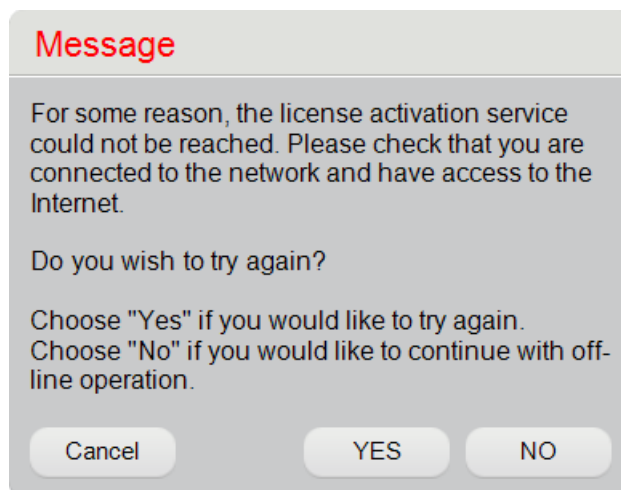 Message
For some reason, the license activation service
could not be reached. Please check that you are
connected to the network and have access to the
Internet.
Do you wish to try again?
Choose "Yes" if you would like to try again.
Choose "No" if you would like to continue with off-
line operation.
Cancel YES NO